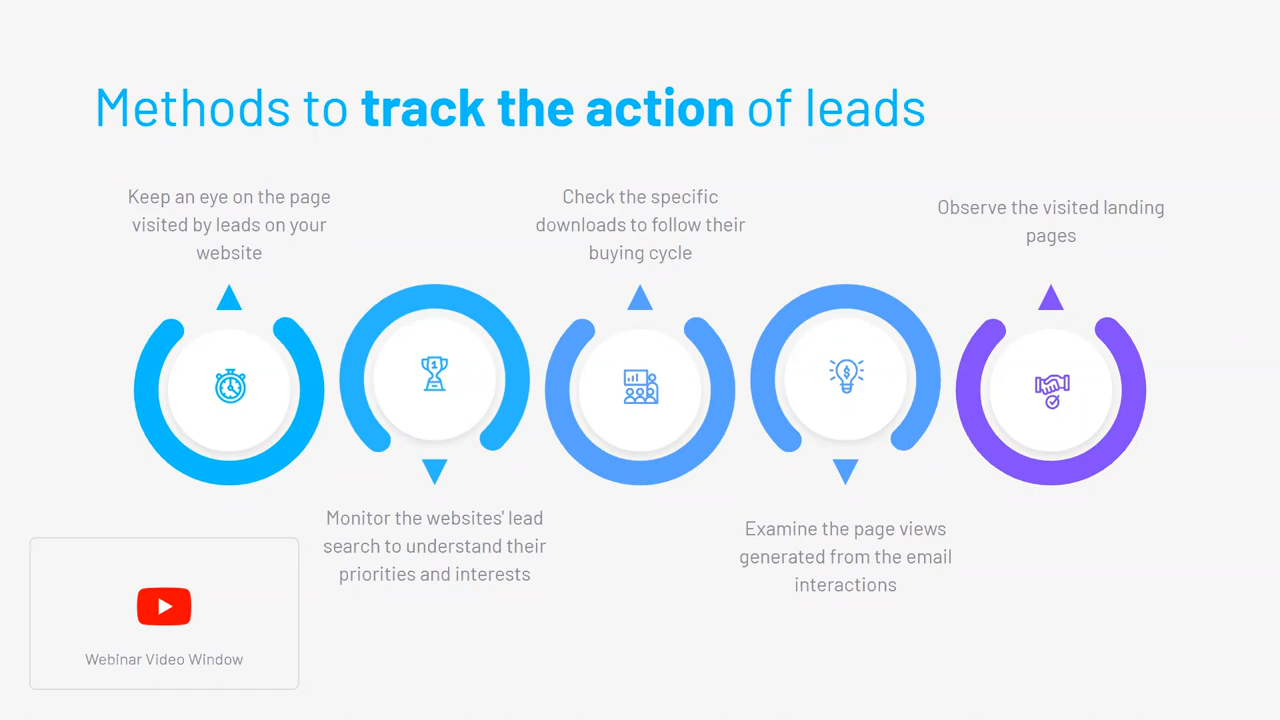 Methods to track the action of leads
Keep an eye on the page
visited by leads on your
website
Monitor the websites' lead
search to understand their
priorities and interests
Check the specific
downloads to follow their
buying cycle
Examine the page views
generated from the email
interactions
Observe the visited landing
pages
1
$
Webinar Video Window